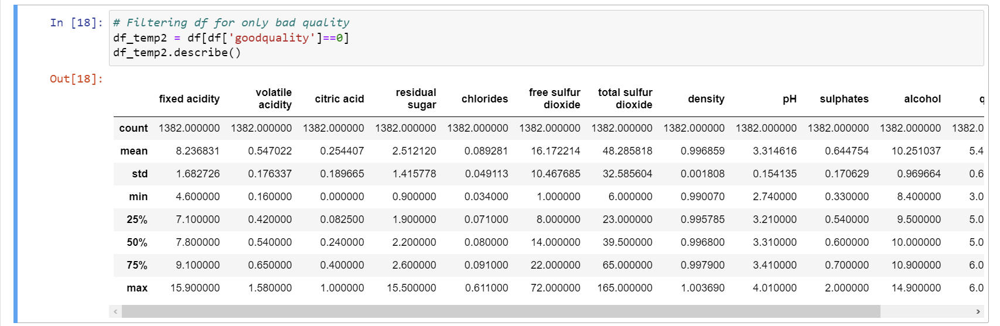 In [18]: # Filtering df for only bad quality
df_temp2 = df[df['goodquality']==0]
df_temp2.describe()
Out[18]:
fixed acidity volatile acidity citric acid residual sugar chlorides free sulfur dioxide total sulfur dioxide density pH sulphates alcohol q
count 1382.000000 1382.000000 1382.000000 1382.000000 1382.000000 1382.000000 1382.000000 1382.000000 1382.000000 1382.000000 1382.000000 1382.0
mean 8.236831 0.547022 0.254407 2.512120 0.089281 16.172214 48.285818 0.996859 3.314616 0.644754 10.251037 5.4
std 1.682726 0.176337 0.189665 1.415778 0.049113 10.467685 32.585604 0.001808 0.154135 0.170629 0.969664 0.6
min 4.600000 0.160000 0.000000 0.900000 0.034000 1.000000 6.000000 0.990070 2.740000 0.330000 8.400000 3.0
25% 7.100000 0.420000 0.082500 1.900000 0.071000 8.000000 23.000000 0.995785 3.210000 0.540000 9.500000 5.0
50% 7.800000 0.540000 0.240000 2.200000 0.080000 14.000000 39.500000 0.996800 3.310000 0.600000 10.000000 5.0
75% 9.100000 0.650000 0.400000 2.600000 0.091000 22.000000 65.000000 0.997900 3.410000 0.700000 10.900000 6.0
max 15.900000 1.580000 1.000000 15.500000 0.611000 72.000000 165.000000 1.003690 4.010000 2.000000 14.900000 6.0